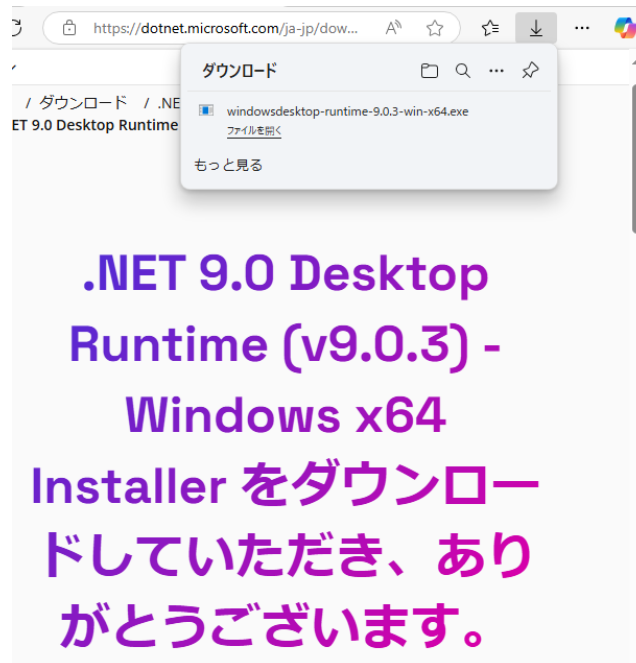 https://dotnet.microsoft.com/ja-jp/dow...
ダウンロード
windowsdesktop-runtime-9.0.3-win-x64.exe
ファイルを開く
もっと見る
/ ダウンロード / .NE
ET 9.0 Desktop Runtime
.NET 9.0 Desktop
Runtime (v9.0.3) -
Windows x64
Installer をダウンロー
ドしていただき、あり
がとうございます。